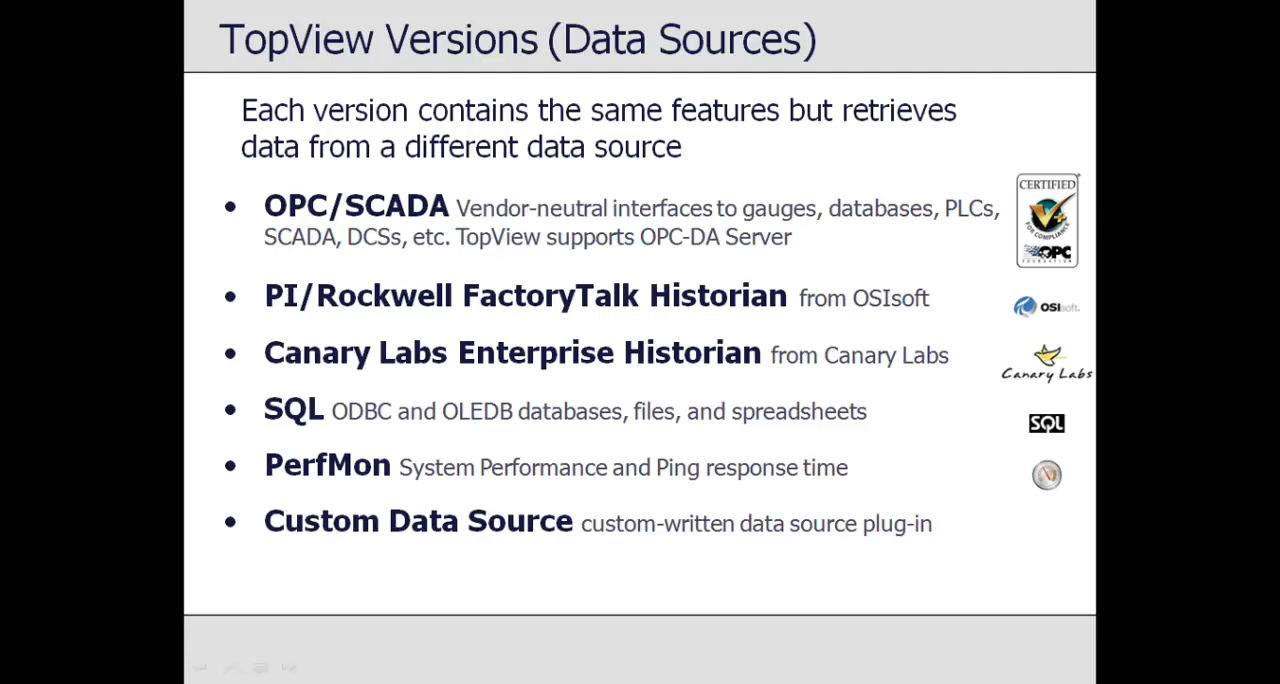 TopView Versions (Data Sources)
Each version contains the same features but retrieves
data from a different data source
• OPC/SCADA Vendor-neutral interfaces to gauges, databases, PLCs,
SCADA, DCSs, etc. TopView supports OPC-DA Server
CERTIFIED
FOR COMPLIANCE
OPC
FOUNDATION
• PI/Rockwell FactoryTalk Historian from OSIsoft
OSIsoft.
• Canary Labs Enterprise Historian from Canary Labs
Canary Labs
• SQL ODBC and OLEDB databases, files, and spreadsheets
SQL
• PerfMon System Performance and Ping response time
• Custom Data Source custom-written data source plug-in